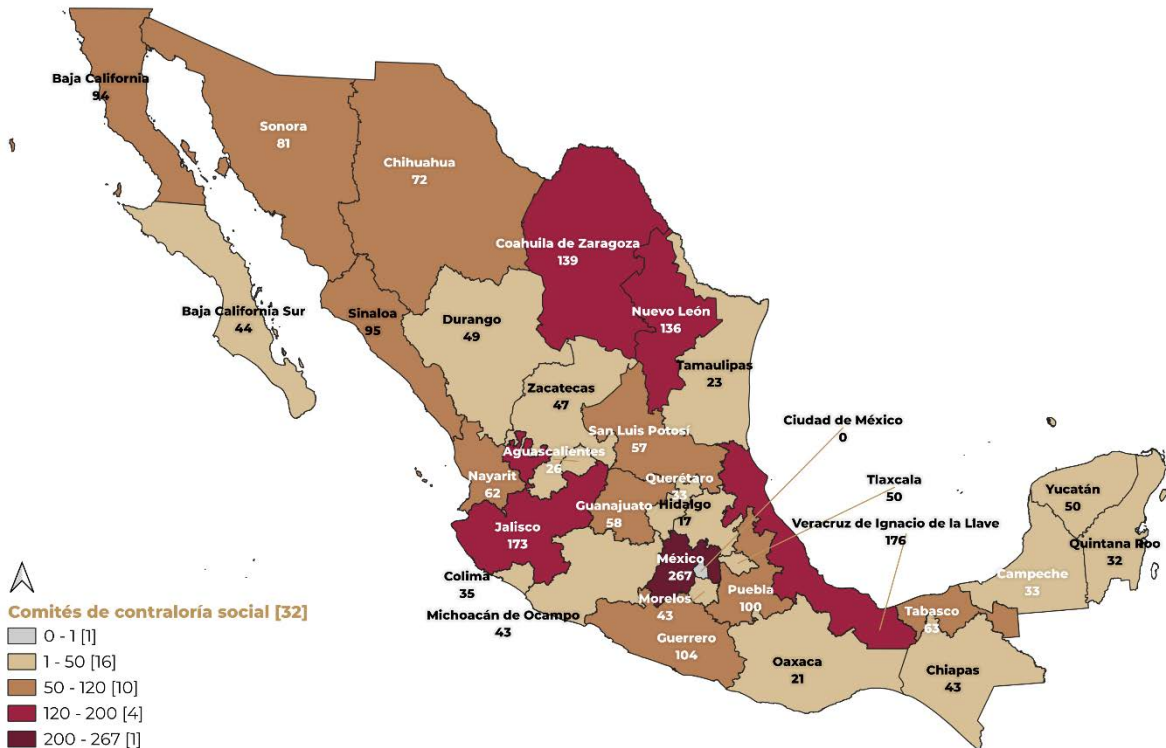 Baja California
94
Sonora
81
Chihuahua
72
Coahuila de Zaragoza
139
Nuevo León
136
Baja California Sur
44
Sinaloa
95
Durango
49
Tamaulipas
23
Zacatecas
47
San Luis Potosí
57
Ciudad de México
0
Aguascalientes
26
Nayarit
62
Querétaro
33
Tlaxcala
50
Yucatán
50
Guanajuato
58
Hidalgo
17
Jalisco
173
Veracruz de Ignacio de la Llave
176
Quintana Roo
32
México
267
Campeche
33
Colima
35
Morelos
43
Puebla
100
Michoacán de Ocampo
43
Tabasco
63
Guerrero
104
Oaxaca
21
Chiapas
43
Comités de contraloría social [32]
0 - 1 [1]
1 - 50 [16]
50 - 120 [10]
120 - 200 [4]
200 - 267 [1]